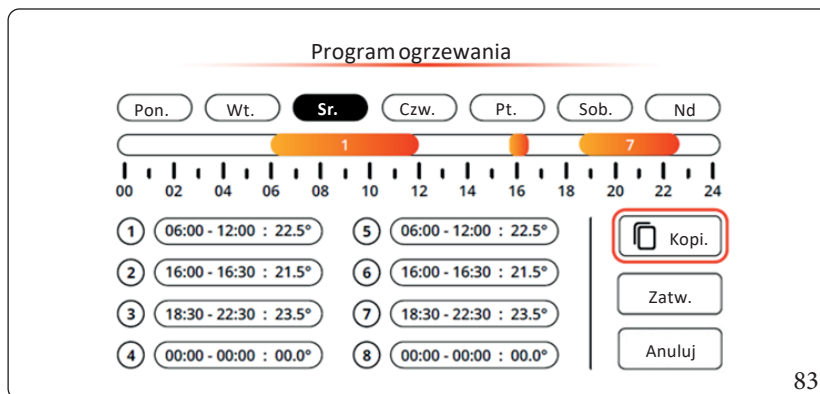 Program ogrzewania
Pon. Wt. Sr. Czw. Pt. Sob. Nd
1 7
00 02 04 06 08 10 12 14 16 18 20 22 24
1 06:00 - 12:00 : 22.5° 5 06:00 - 12:00 : 22.5° Kopi.
2 16:00 - 16:30 : 21.5° 6 16:00 - 16:30 : 21.5°
Zatw.
3 18:30 - 22:30 : 23.5° 7 18:30 - 22:30 : 23.5°
4 00:00 - 00:00 : 00.0° 8 00:00 - 00:00 : 00.0° Anuluj
83